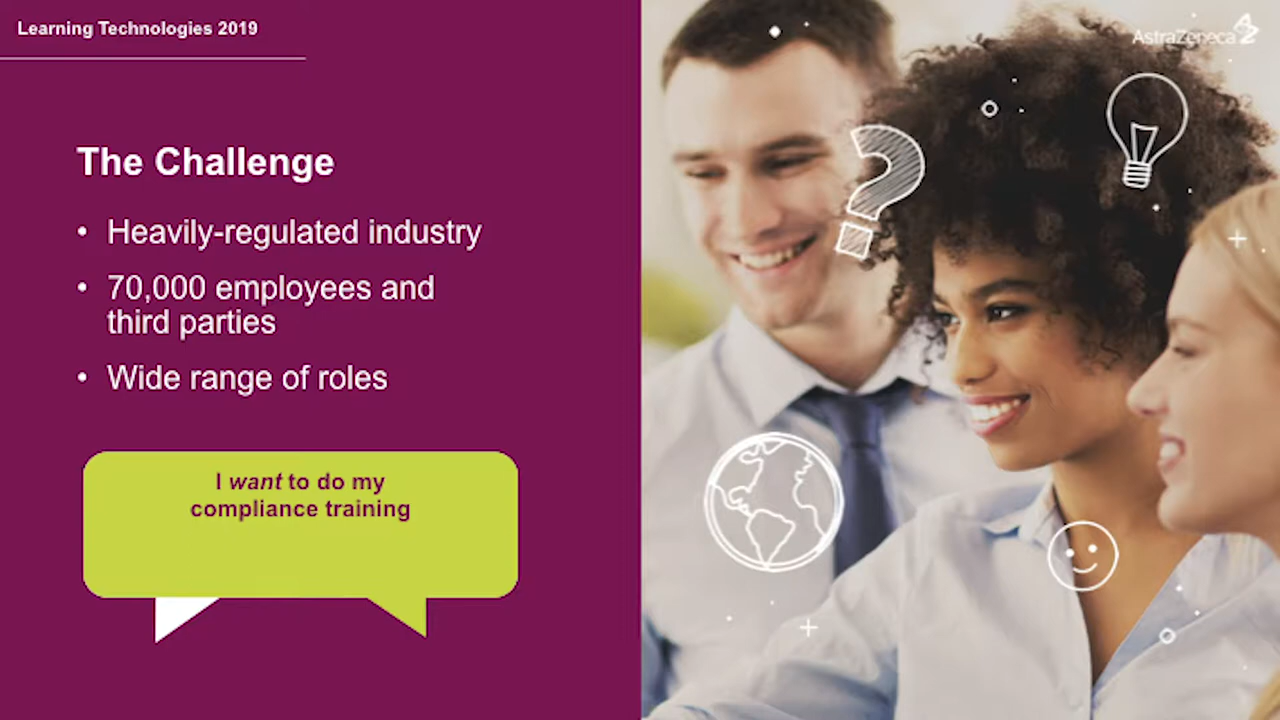 Learning Technologies 2019
AstraZeneca
The Challenge
• Heavily-regulated industry
• 70,000 employees and
third parties
• Wide range of roles
I want to do my
compliance training